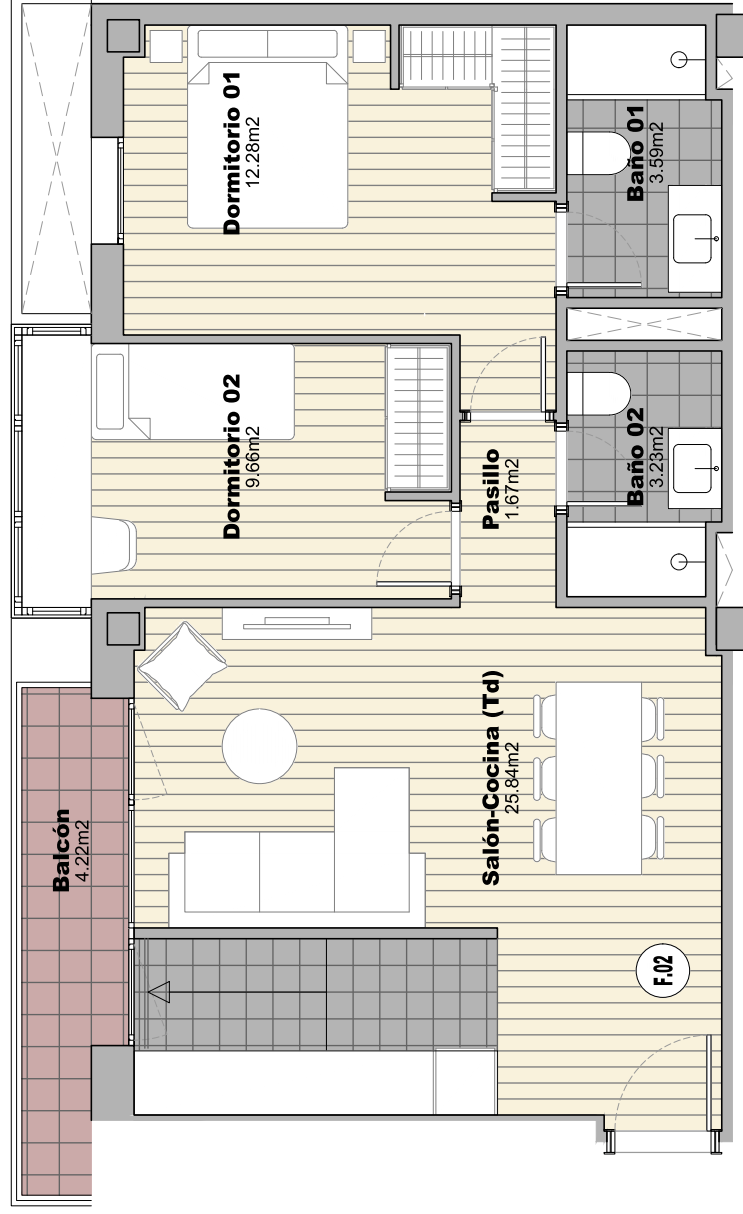 Dormitorio 01
12.28m2
Baño 01
3.59m2
Dormitorio 02
9.66m2
Pasillo
1.67m2
Baño 02
3.23m2
Salón-Cocina (Td)
25.84m2
Balcón
4.22m2
F.02